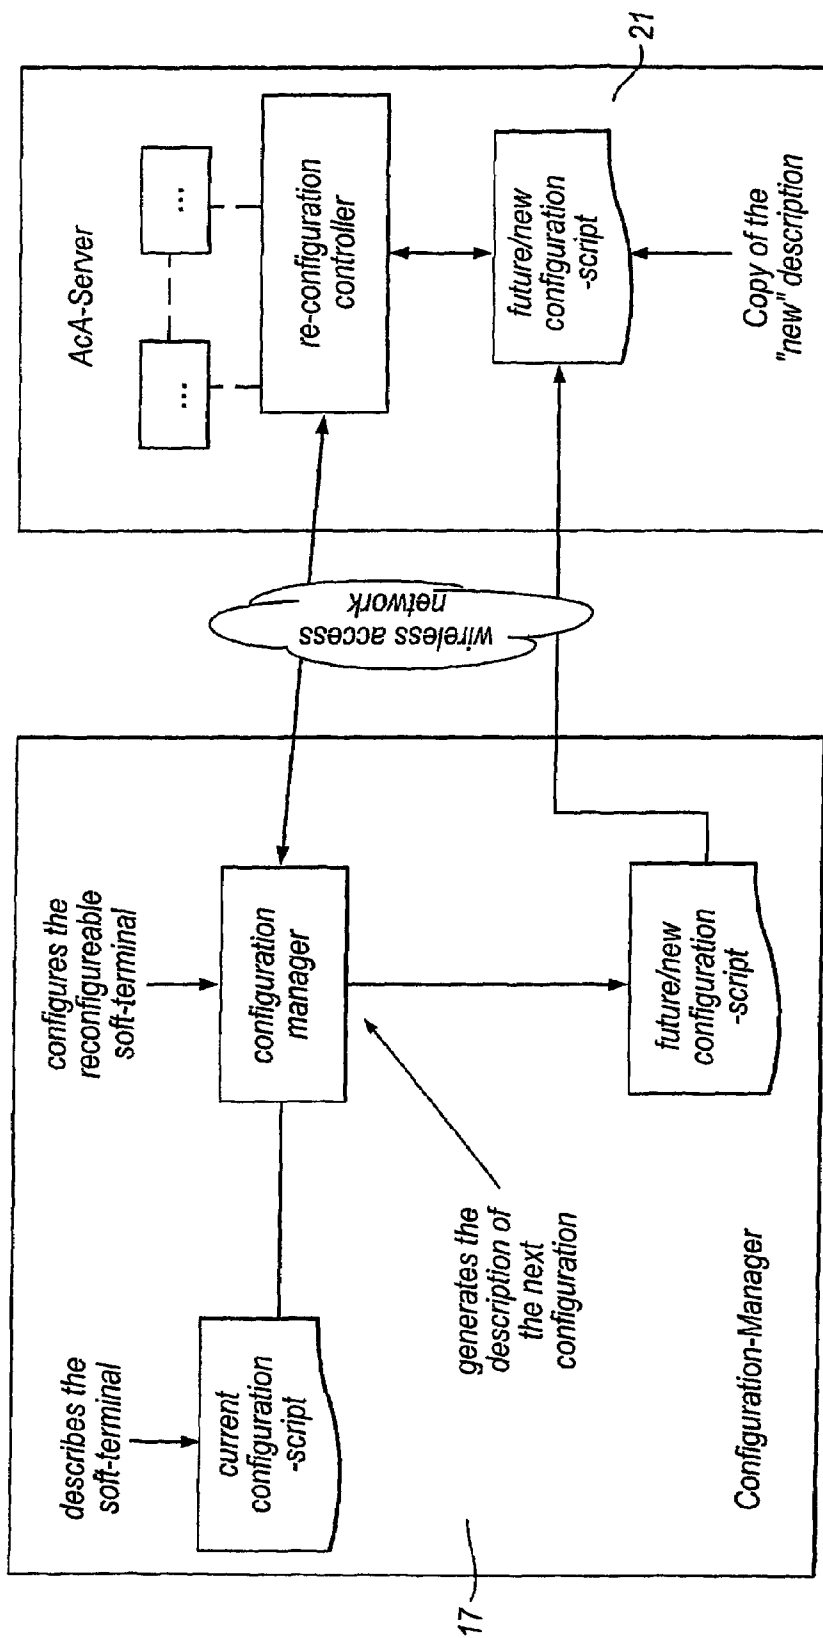 describes the
soft-terminal
current
configuration
-script
configures the
reconfigureable
soft-terminal
configuration
manager
generates the
description of
the next
configuration
future/new
configuration
-script
Configuration-Manager
17
wireless access
network
AcA-Server
...
...
re-configuration
controller
future/new
configuration
-script
Copy of the
"new" description
21